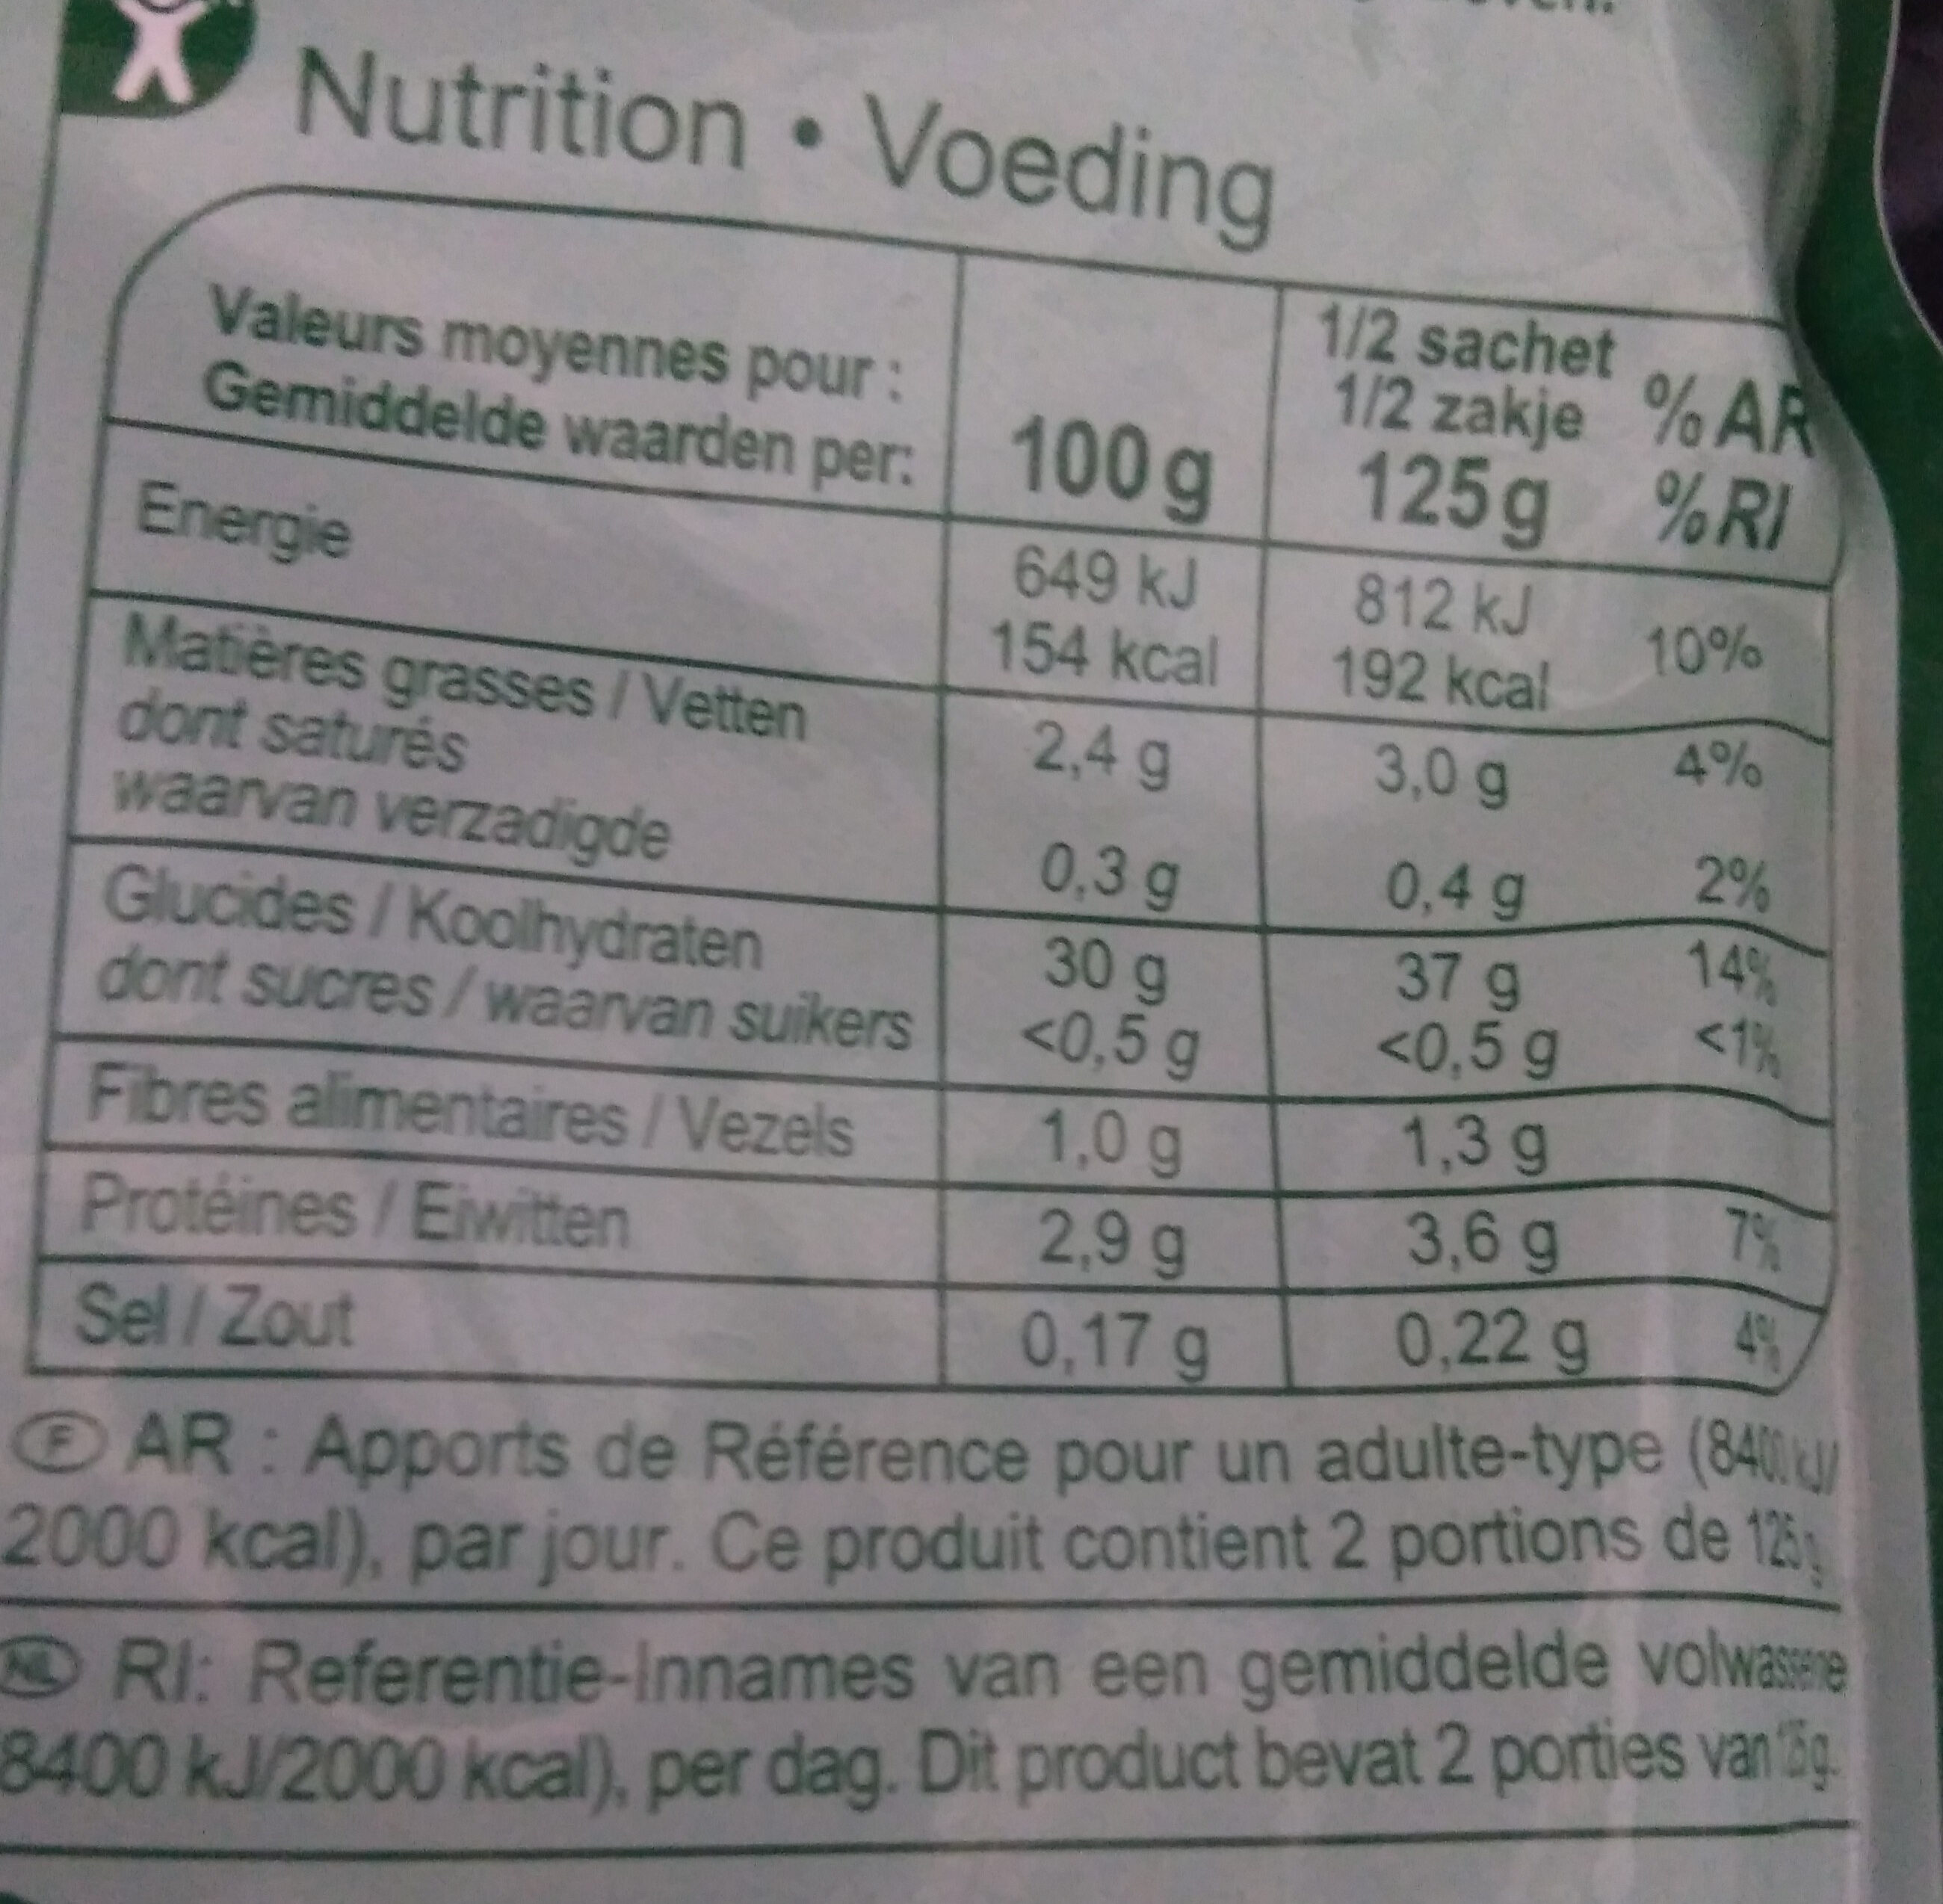 Nutrition • Voeding
Valeurs moyennes pour :
Gemiddelde waarden per:
100 g
1/2 sachet
1/2 zakje
125g
% AR
% RI
Energie
649 kJ 812 kJ
154 kcal 192 kcal 10%
Matières grasses / Vetten 2,4 g 3,0 g 4%
dont saturés
waarvan verzadigde 0,3 g 0,4 g 2%
Glucides / Koolhydraten 30 g 37 g 14%
dont sucres / waarvan suikers <0,5 g <0,5 g <1%
Fibres alimentaires / Vezels 1,0 g 1,3 g
Protéines / Eiwitten 2,9 g 3,6 g 7%
Sel / Zout 0,17 g 0,22 g 4%
F AR : Apports de Référence pour un adulte-type (8400 kJ/
2000 kcal), par jour. Ce produit contient 2 portions de 125g.
NL RI: Referentie-Innames van een gemiddelde volwassene
8400 kJ/2000 kcal), per dag. Dit product bevat 2 porties van